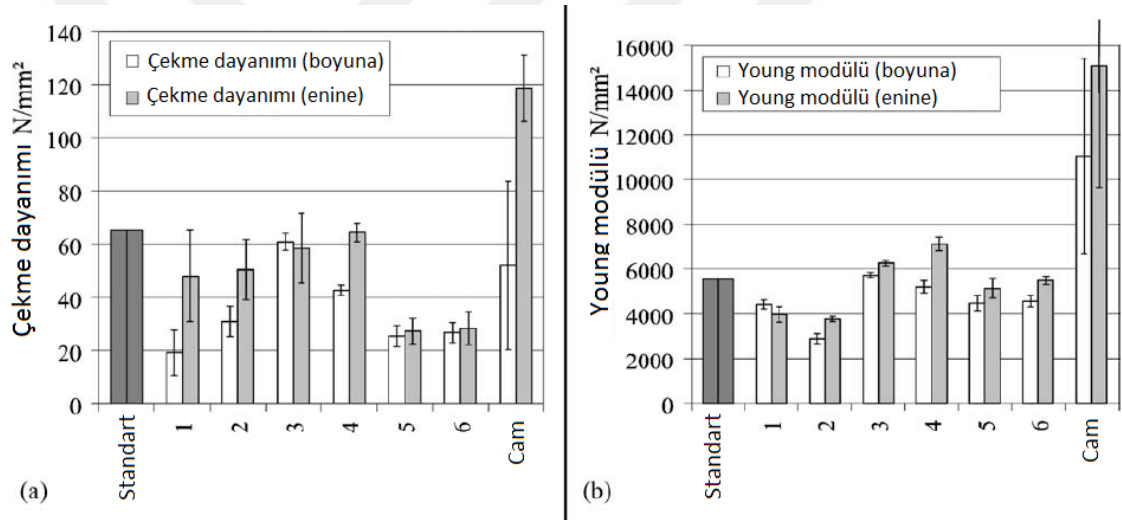 Çekme dayanımı N/mm²
140
120
100
80
60
40
20
0
Çekme dayanımı (boyuna)
Çekme dayanımı (enine)
Standart
1
2
3
4
5
6
Cam
(a)
Young modülü N/mm²
16000
14000
12000
10000
8000
6000
4000
2000
0
Young modülü (boyuna)
Young modülü (enine)
Standart
1
2
3
4
5
6
Cam
(b)